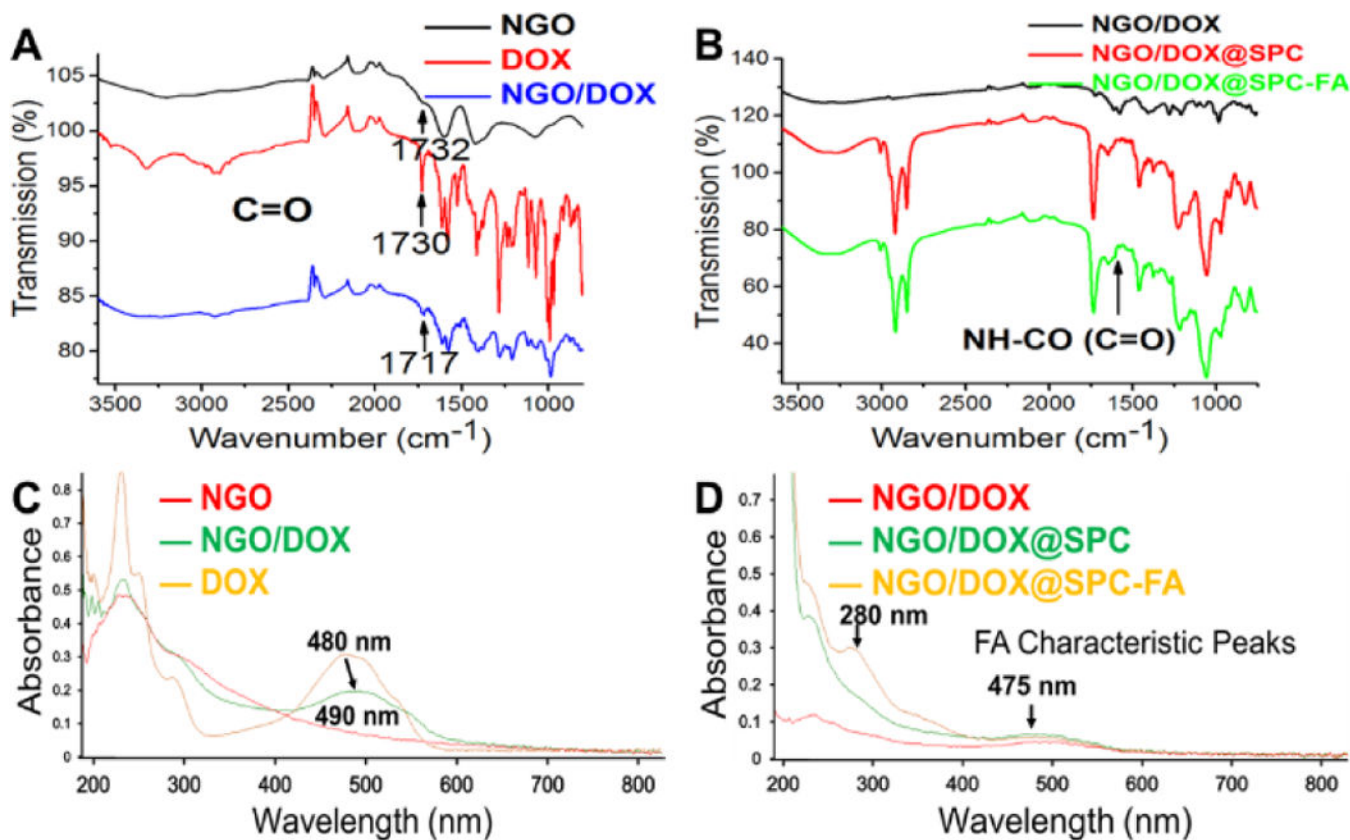 A
NGO
DOX
NGO/DOX
105
100
95
90
85
80
Transmission (%)
1732
C=O
1730
1717
3500 3000 2500 2000 1500 1000
Wavenumber (cm⁻¹)
B
NGO/DOX
NGO/DOX@SPC
NGO/DOX@SPC-FA
140
120
100
80
60
40
Transmission (%)
NH-CO (C=O)
3500 3000 2500 2000 1500 1000
Wavenumber (cm⁻¹)
C
NGO
NGO/DOX
DOX
0.8
0.7
0.6
0.5
0.4
0.3
0.2
0.1
0
Absorbance
480 nm
490 nm
200 300 400 500 600 700 800
Wavelength (nm)
D
NGO/DOX
NGO/DOX@SPC
NGO/DOX@SPC-FA
0.7
0.6
0.5
0.4
0.3
0.2
0.1
0
Absorbance
280 nm
FA Characteristic Peaks
475 nm
200 300 400 500 600 700 800
Wavelength (nm)